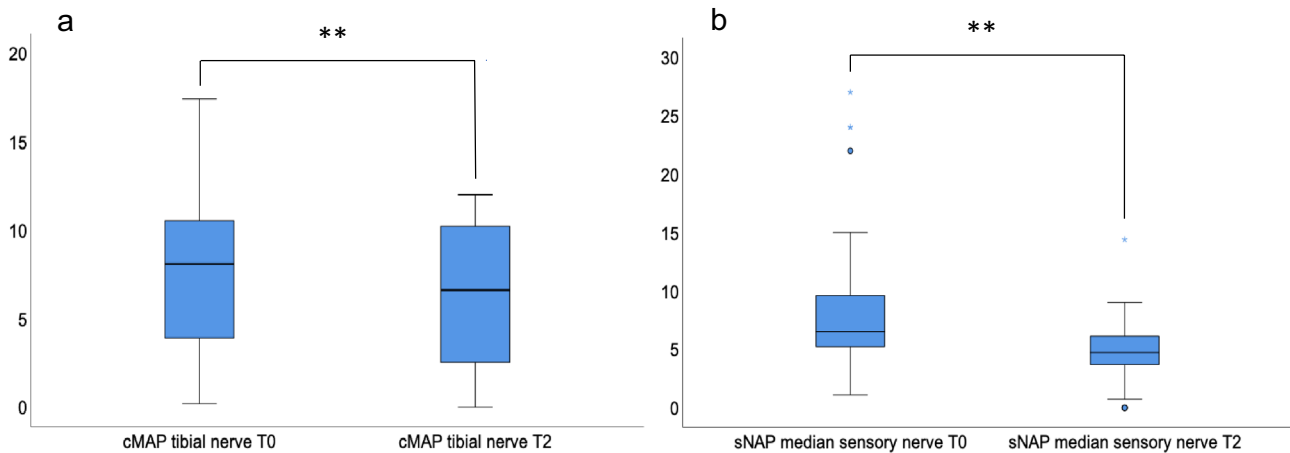 a
**
20
15
10
5
0
cMAP tibial nerve T0
cMAP tibial nerve T2
b
**
30
25
20
15
10
5
0
*
*
*
sNAP median sensory nerve T0
sNAP median sensory nerve T2